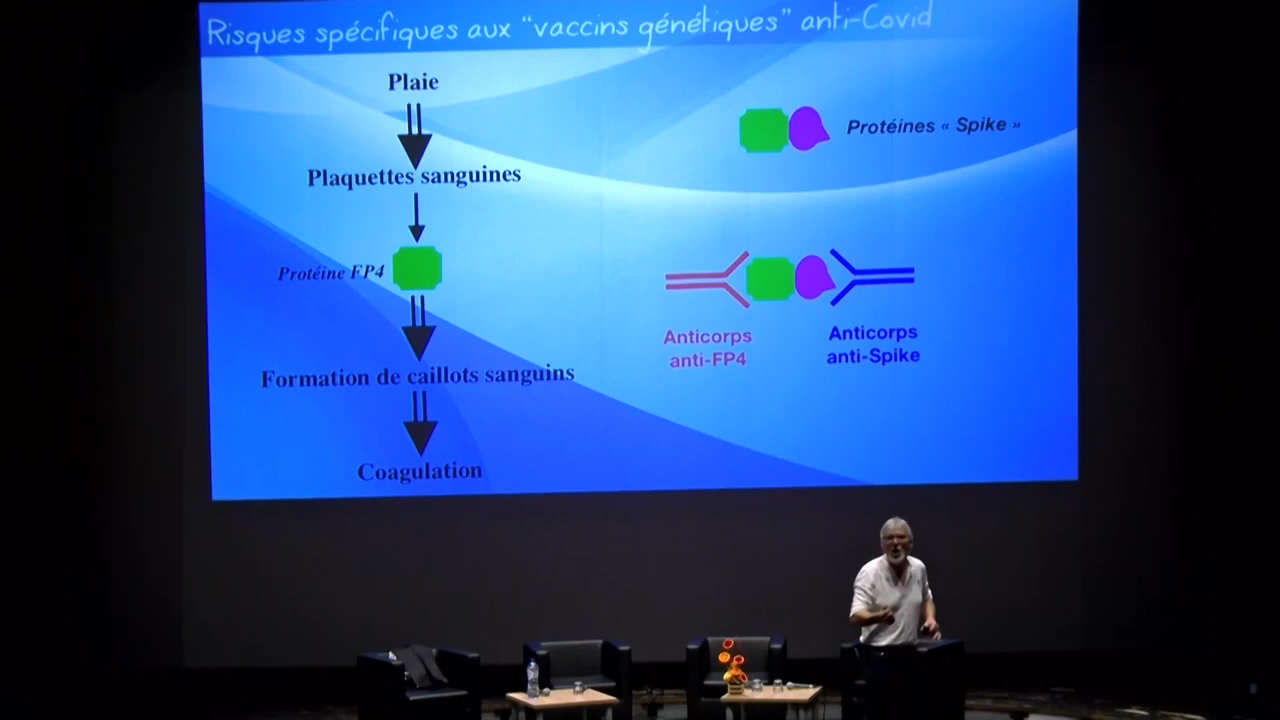 Risques spécifiques aux "vaccins génétiques" anti-Covid
Plaie
Plaquettes sanguines
Protéine FP4
Formation de caillots sanguins
Coagulation
Protéines « Spike »
Anticorps
anti-FP4
Anticorps
anti-Spike